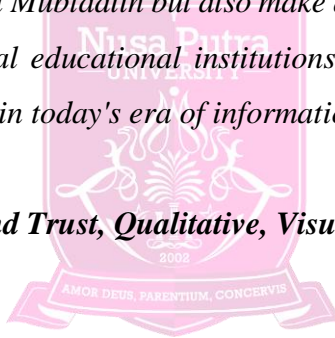 Mubtadiin but also make
al educational institutions
Nusa Putra
UNIVERSITY
in today's era of informatio
nd Trust, Qualitative, Visu
2002
AMOR DEUS, PARENTIUM, CONCERVIS